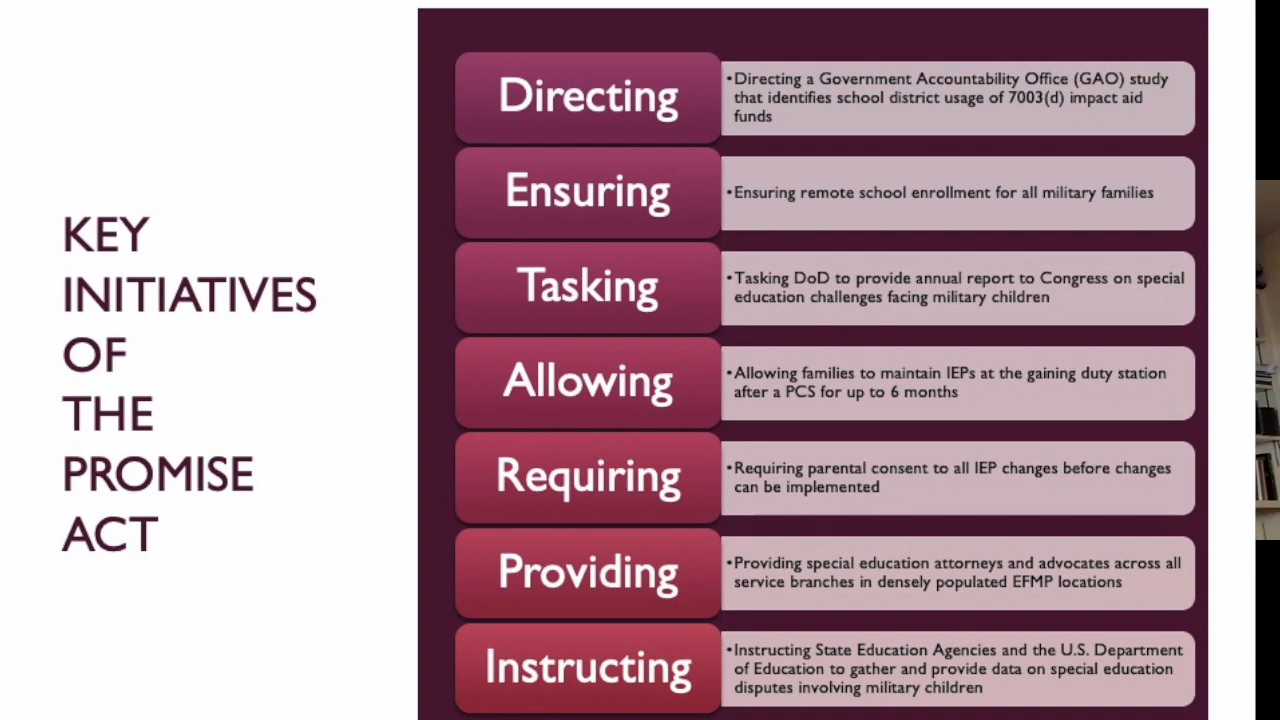 KEY
INITIATIVES
OF
THE
PROMISE
ACT
Directing
•Directing a Government Accountability Office (GAO) study
that identifies school district usage of 7003(d) impact aid
funds
Ensuring
•Ensuring remote school enrollment for all military families
Tasking
•Tasking DoD to provide annual report to Congress on special
education challenges facing military children
Allowing
•Allowing families to maintain IEPs at the gaining duty station
after a PCS for up to 6 months
Requiring
•Requiring parental consent to all IEP changes before changes
can be implemented
Providing
•Providing special education attorneys and advocates across all
service branches in densely populated EFMP locations
Instructing
•Instructing State Education Agencies and the U.S. Department
of Education to gather and provide data on special education
disputes involving military children